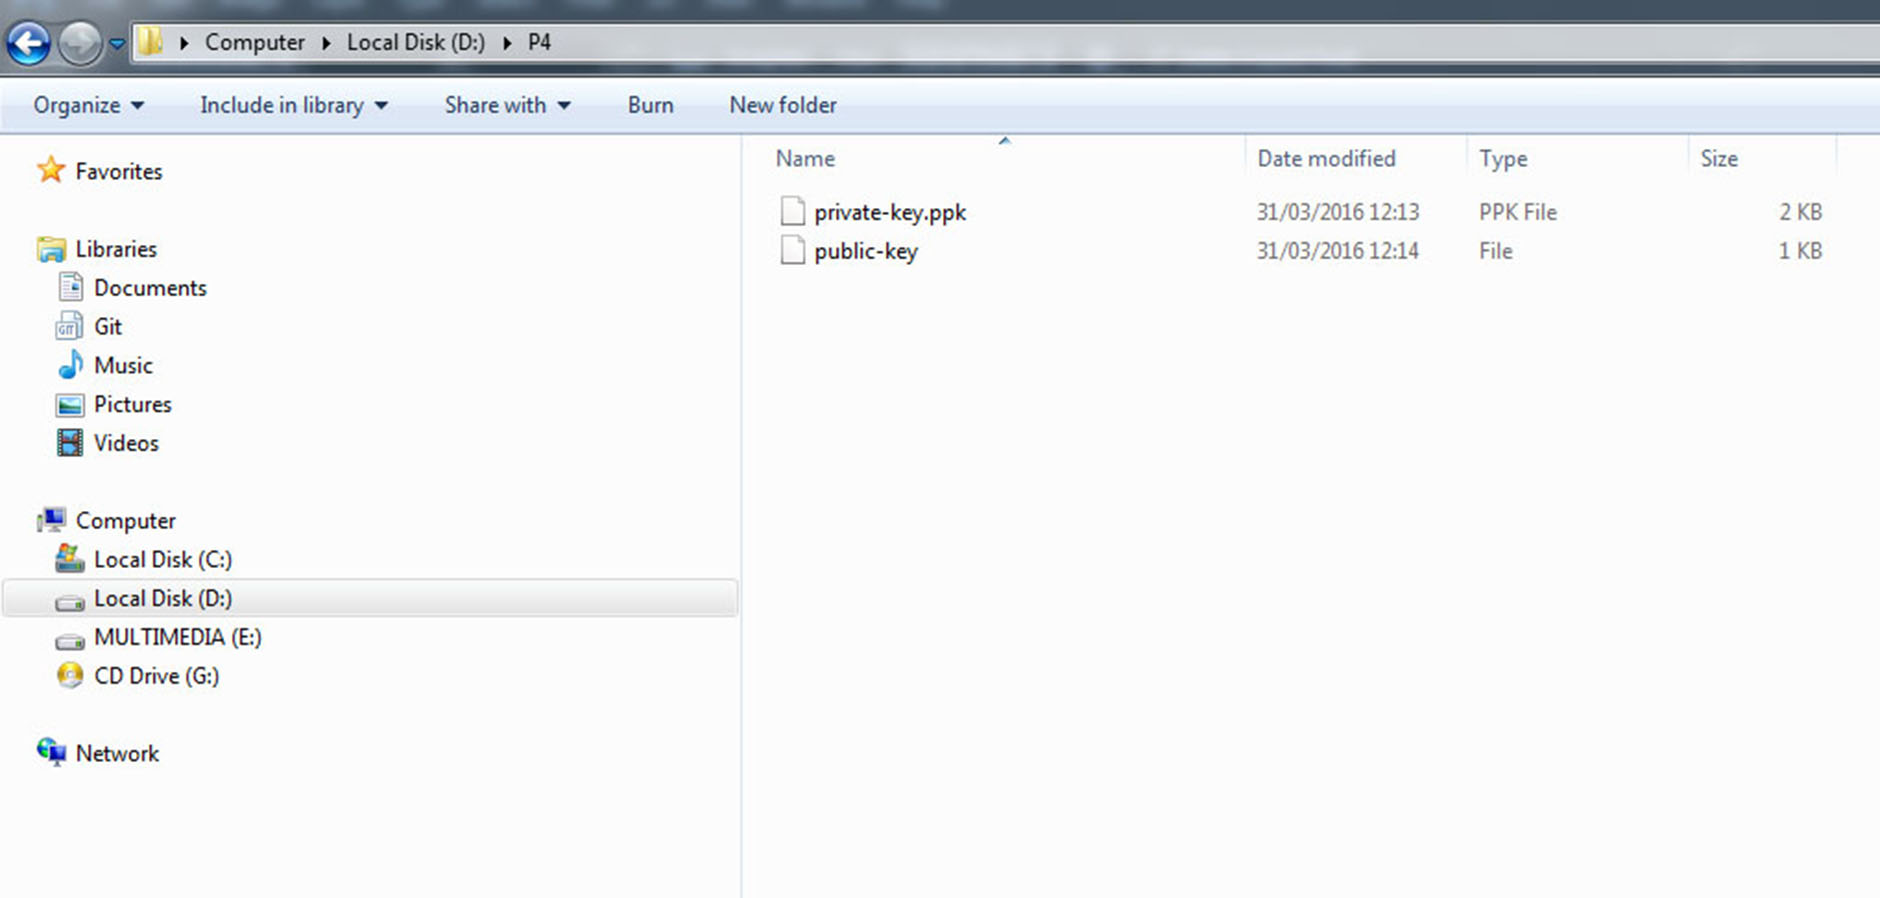 Computer Local Disk (D:) P4
Organize Include in library Share with Burn New folder
Favorites
Libraries
Documents
Git
Music
Pictures
Videos
Computer
Local Disk (C:)
Local Disk (D:)
MULTIMEDIA (E:)
CD Drive (G:)
Network
Name Date modified Type Size
private-key.ppk 31/03/2016 12:13 PPK File 2 KB
public-key 31/03/2016 12:14 File 1 KB